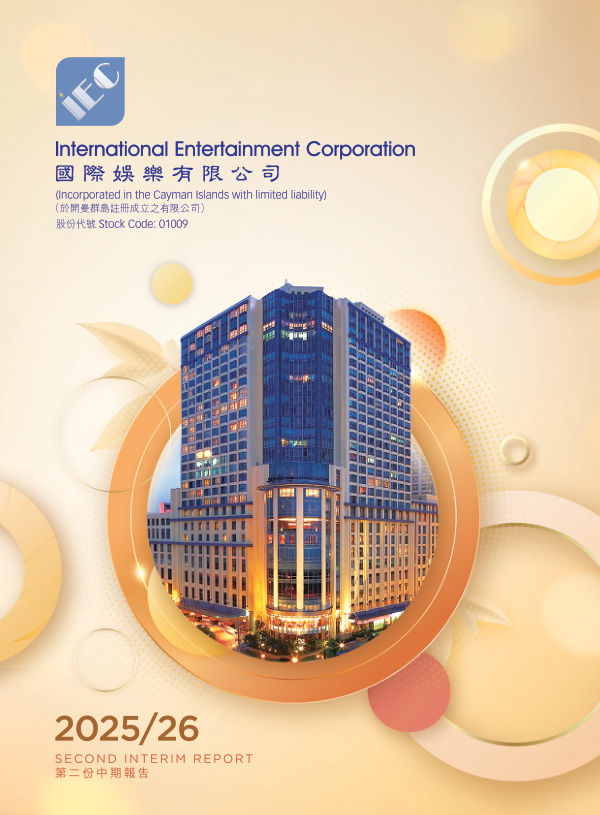 IEC
International Entertainment Corporation
國際娛樂有限公司
(Incorporated in the Cayman Islands with limited liability)
(於開曼群島註冊成立之有限公司)
股份代號 Stock Code: 01009
2025/26
SECOND INTERIM REPORT
第二份中期報告